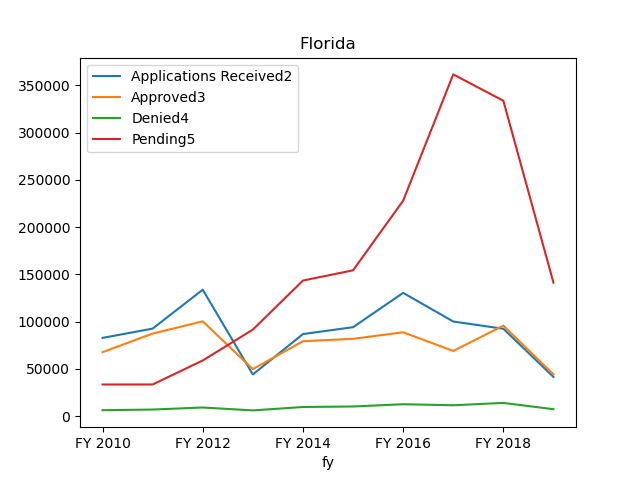 Florida
Applications Received2
Approved3
Denied4
Pending5
350000
300000
250000
200000
150000
100000
50000
0
FY 2010 FY 2012 FY 2014 FY 2016 FY 2018
fy